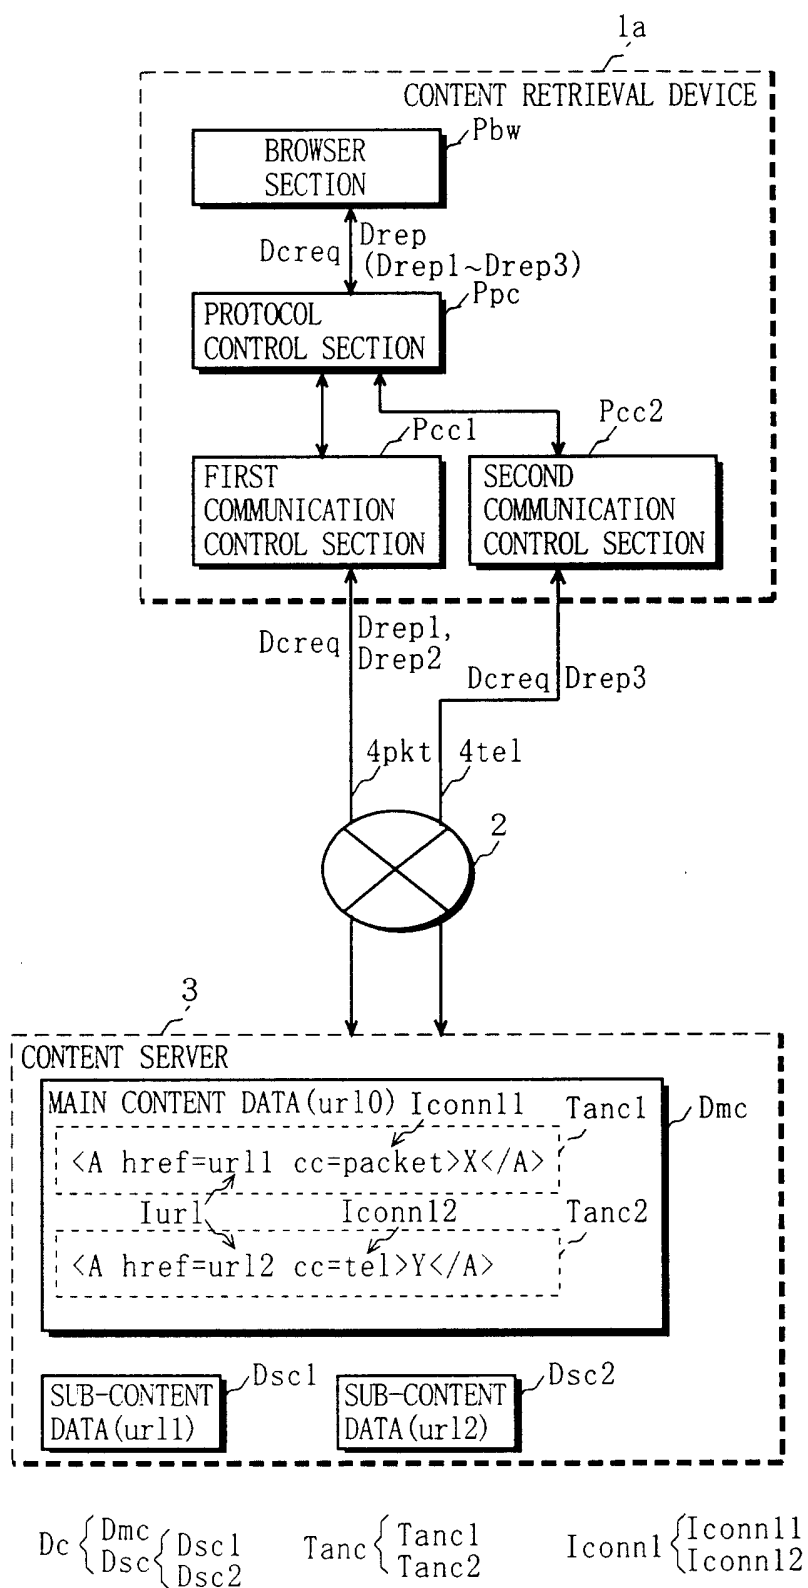 1a
CONTENT RETRIEVAL DEVICE
Pbw
BROWSER
SECTION
Dcreq
Drep
(Drep1~Drep3)
Ppc
PROTOCOL
CONTROL SECTION
Pcc1
Pcc2
FIRST
COMMUNICATION
CONTROL SECTION
SECOND
COMMUNICATION
CONTROL SECTION
Dcreq
Drep1,
Drep2
Dcreq
Drep3
4pkt
4tel
2
3
CONTENT SERVER
MAIN CONTENT DATA(url0)
Iconn11
Tanc1
Dmc
<A href=url1 cc=packet>X</A>
Iurl
Iconn12
Tanc2
<A href=url2 cc=tel>Y</A>
Dsc1
Dsc2
SUB-CONTENT
DATA(url1)
SUB-CONTENT
DATA(url2)
Dc { Dmc
Dsc { Dsc1
Dsc2
Tanc { Tanc1
Tanc2
Iconn1 { Iconn11
Iconn12